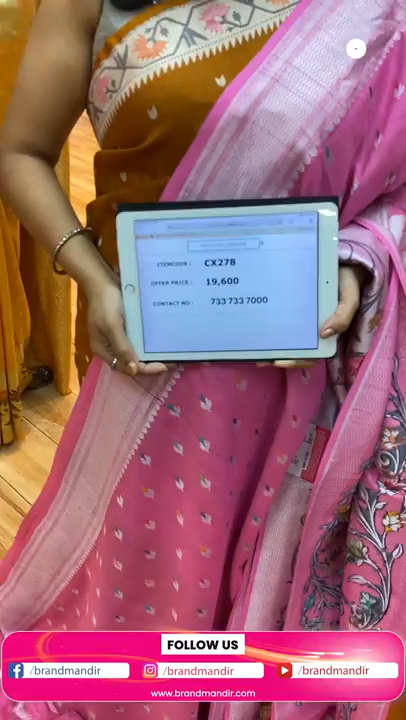 ITEMCODE : CX278
OFFER PRICE : 19,600
CONTACT NO : 733 733 7000
FOLLOW US
/brandmandir /brandmandir /brandmandir
www.brandmandir.com